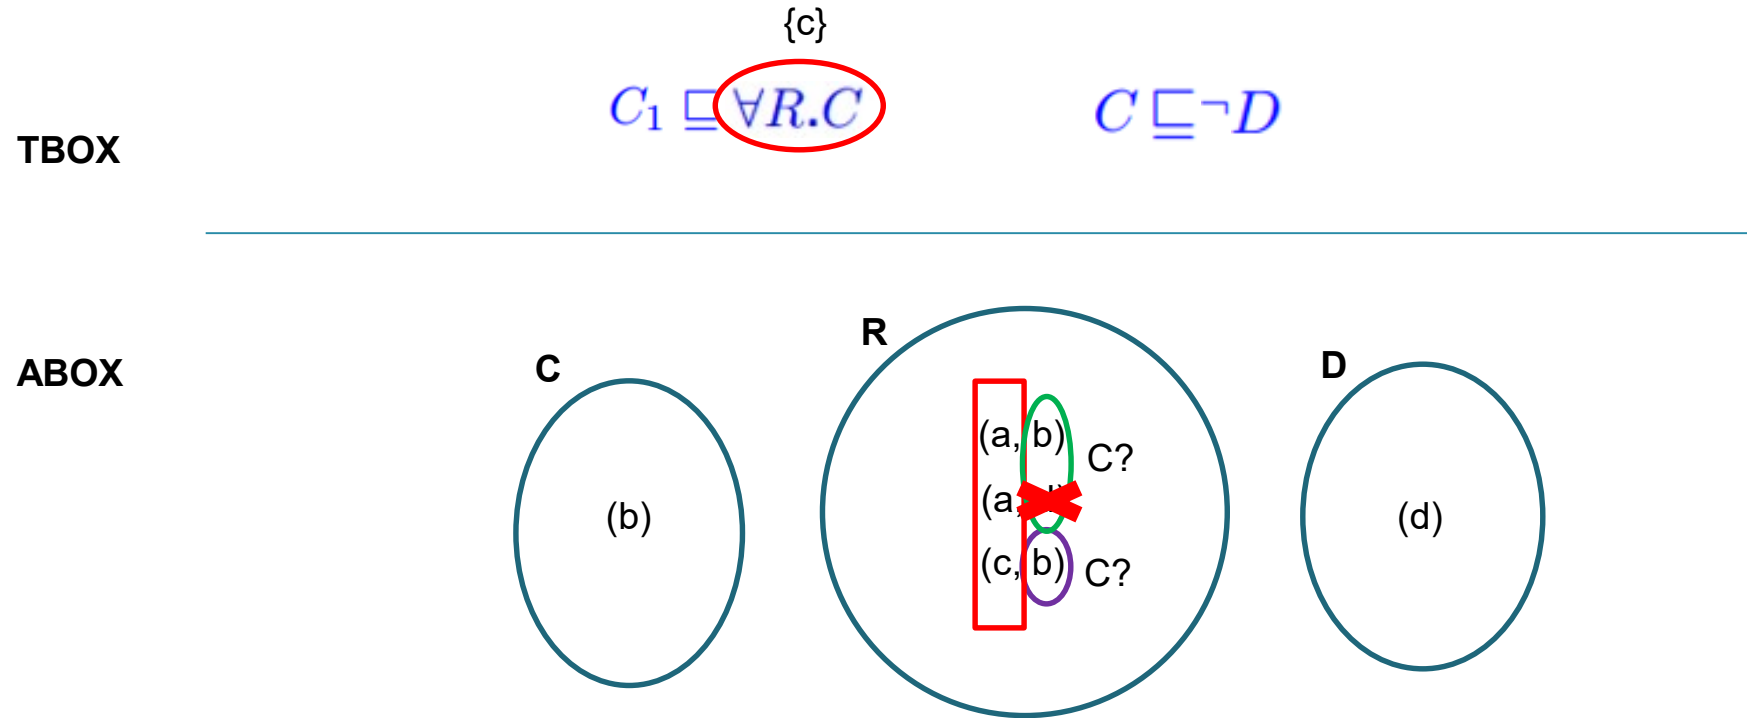 {c}
C₁ ⊑ ∀R.C
C ⊑ ¬D
TBOX
ABOX
C
R
D
(a, b)
C?
(b)
(a,
(d)
(c, b)
C?